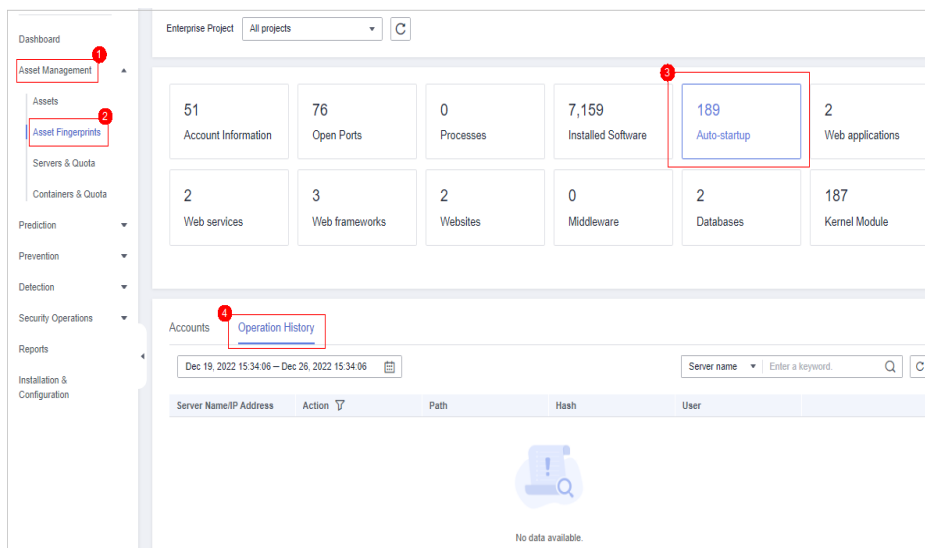 Enterprise Project All projects
Dashboard
1
Asset Management
Assets
2
Asset Fingerprints
Servers & Quota
Containers & Quota
Prediction
Prevention
Detection
Security Operations
Reports
Installation &
Configuration
3
51 76 0 7,159 189 2
Account Information Open Ports Processes Installed Software Auto-startup Web applications
2 3 2 0 2 187
Web services Web frameworks Websites Middleware Databases Kernel Module
4
Accounts Operation History
Dec 19, 2022 15:34:06 – Dec 26, 2022 15:34:06 Server name Enter a keyword.
Server Name/IP Address Action Path Hash User
No data available.